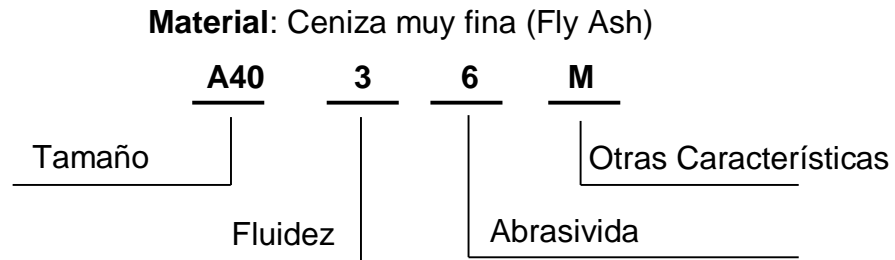 Material: Ceniza muy fina (Fly Ash)
A40 3 6 M
Tamaño Otras Características
Fluidez Abrasivida